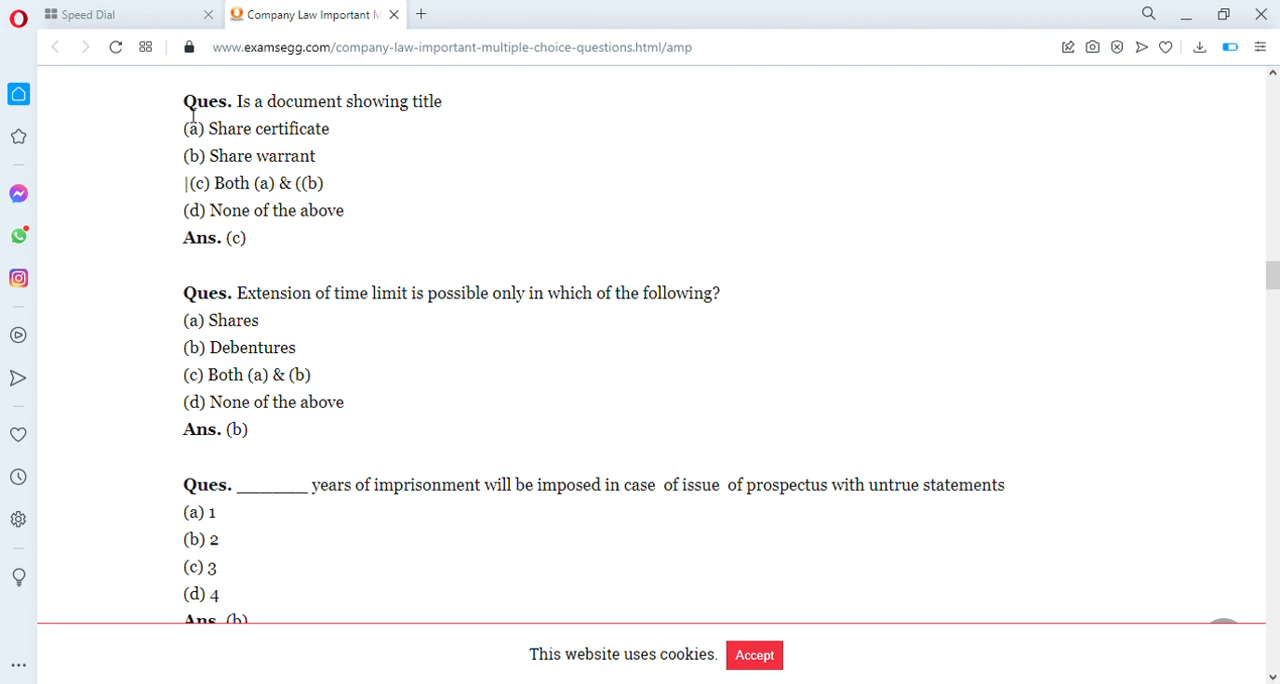 Speed Dial
Company Law Important M
www.examsegg.com/company-law-important-multiple-choice-questions.html/amp
Ques. Is a document showing title
(a) Share certificate
(b) Share warrant
|(c) Both (a) & ((b)
(d) None of the above
Ans. (c)
Ques. Extension of time limit is possible only in which of the following?
(a) Shares
(b) Debentures
(c) Both (a) & (b)
(d) None of the above
Ans. (b)
Ques. ________ years of imprisonment will be imposed in case  of issue  of prospectus with untrue statements
(a) 1
(b) 2
(c) 3
(d) 4
Ans. (b)
This website uses cookies. Accept